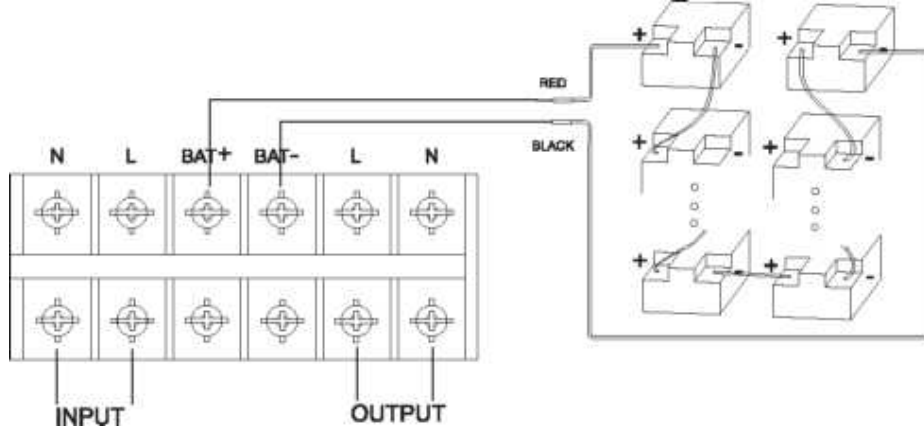 + - + -
RED
BLACK
N L BAT+ BAT- L N
+ - + -
+ - + -
INPUT OUTPUT